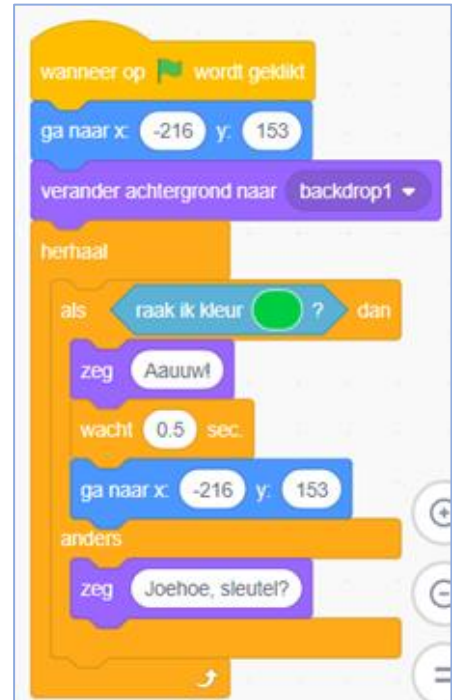 wanneer op wordt geklikt
ga naar x: -216 y: 153
verander achtergrond naar backdrop1
herhaal
als raak ik kleur ? dan
zeg Aauuw!
wacht 0.5 sec.
ga naar x: -216 y: 153
anders
zeg Joehoe, sleutel?